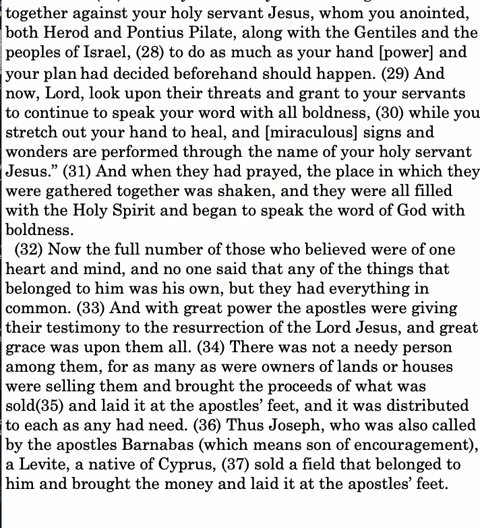 together against your holy servant Jesus, whom you anointed,
both Herod and Pontius Pilate, along with the Gentiles and the
peoples of Israel, (28) to do as much as your hand [power] and
your plan had decided beforehand should happen. (29) And
now, Lord, look upon their threats and grant to your servants
to continue to speak your word with all boldness, (30) while you
stretch out your hand to heal, and [miraculous] signs and
wonders are performed through the name of your holy servant
Jesus.” (31) And when they had prayed, the place in which they
were gathered together was shaken, and they were all filled
with the Holy Spirit and began to speak the word of God with
boldness.
(32) Now the full number of those who believed were of one
heart and mind, and no one said that any of the things that
belonged to him was his own, but they had everything in
common. (33) And with great power the apostles were giving
their testimony to the resurrection of the Lord Jesus, and great
grace was upon them all. (34) There was not a needy person
among them, for as many as were owners of lands or houses
were selling them and brought the proceeds of what was
sold(35) and laid it at the apostles’ feet, and it was distributed
to each as any had need. (36) Thus Joseph, who was also called
by the apostles Barnabas (which means son of encouragement),
a Levite, a native of Cyprus, (37) sold a field that belonged to
him and brought the money and laid it at the apostles’ feet.